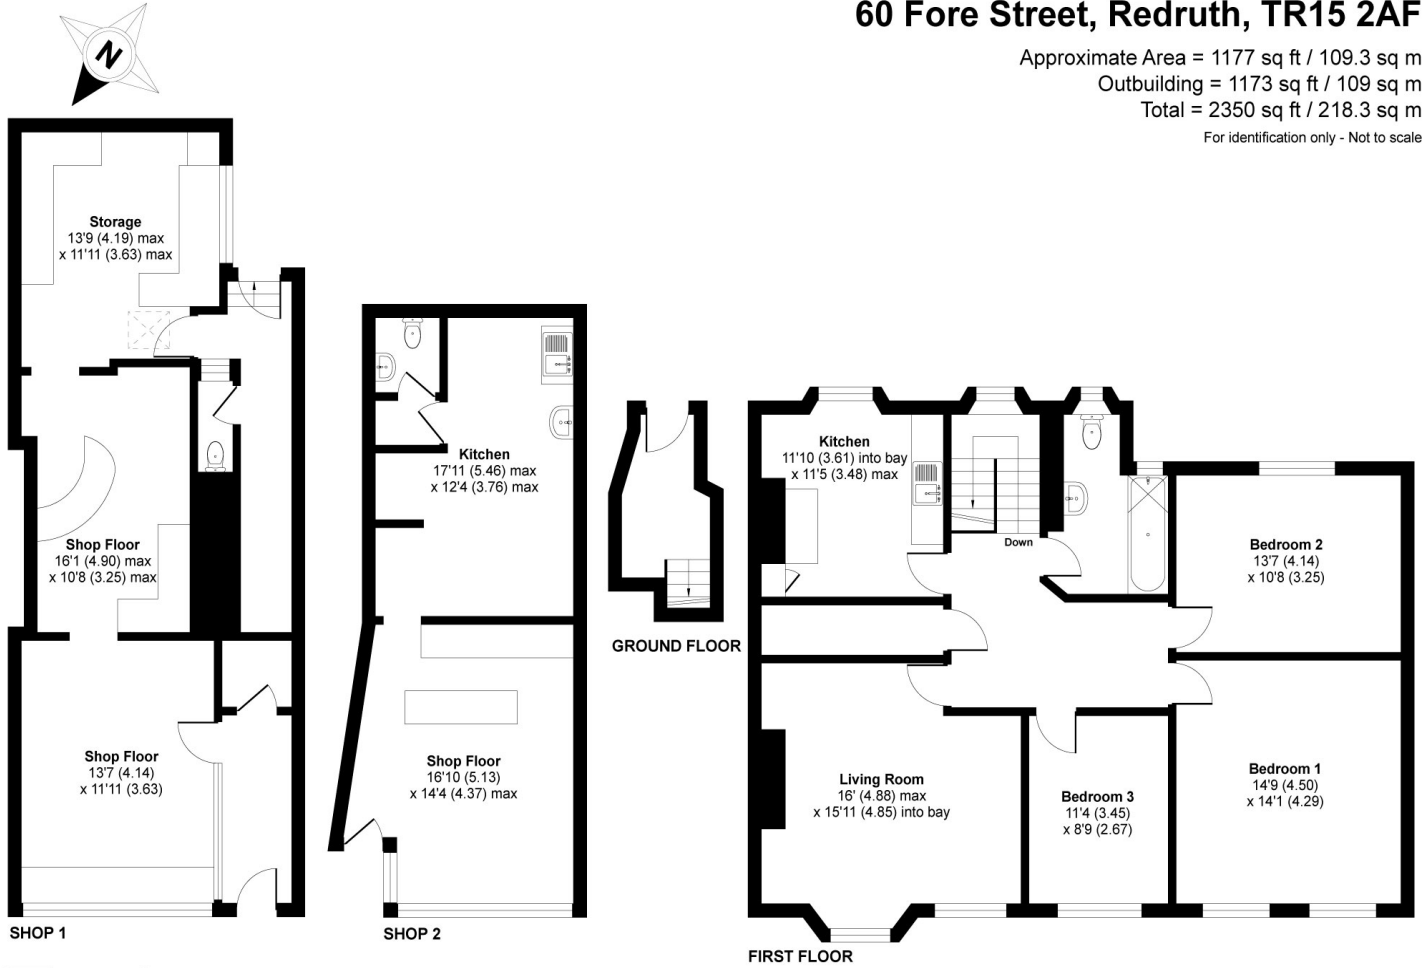 60 Fore Street, Redruth, TR15 2AF
Approximate Area = 1177 sq ft / 109.3 sq m
Outbuilding = 1173 sq ft / 109 sq m
Total = 2350 sq ft / 218.3 sq m
For identification only - Not to scale
N
Storage
13'9 (4.19) max
x 11'11 (3.63) max
Shop Floor
16'1 (4.90) max
x 10'8 (3.25) max
Shop Floor
13'7 (4.14)
x 11'11 (3.63)
SHOP 1
Kitchen
17'11 (5.46) max
x 12'4 (3.76) max
Shop Floor
16'10 (5.13)
x 14'4 (4.37) max
SHOP 2
GROUND FLOOR
Kitchen
11'10 (3.61) into bay
x 11'5 (3.48) max
Down
Bedroom 2
13'7 (4.14)
x 10'8 (3.25)
Living Room
16' (4.88) max
x 15'11 (4.85) into bay
Bedroom 3
11'4 (3.45)
x 8'9 (2.67)
Bedroom 1
14'9 (4.50)
x 14'1 (4.29)
FIRST FLOOR